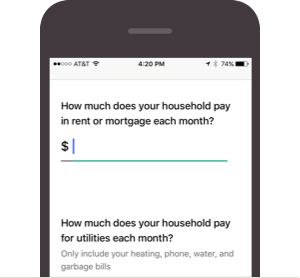 AT&T 4:20 PM 74%
How much does your household pay
in rent or mortgage each month?
$
How much does your household pay
for utilities each month?
Only include your heating, phone, water, and
garbage bills